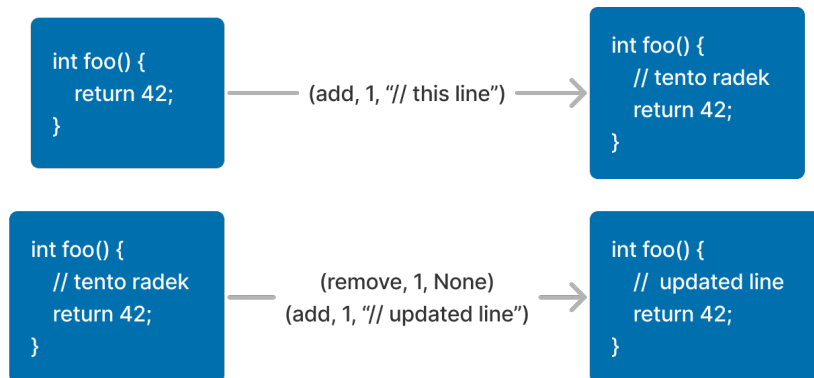 int foo() {
return 42;
}
(add, 1, “// this line”)
int foo() {
// tento radek
return 42;
}
int foo() {
// tento radek
return 42;
}
(remove, 1, None)
(add, 1, “// updated line”)
int foo() {
//  updated line
return 42;
}